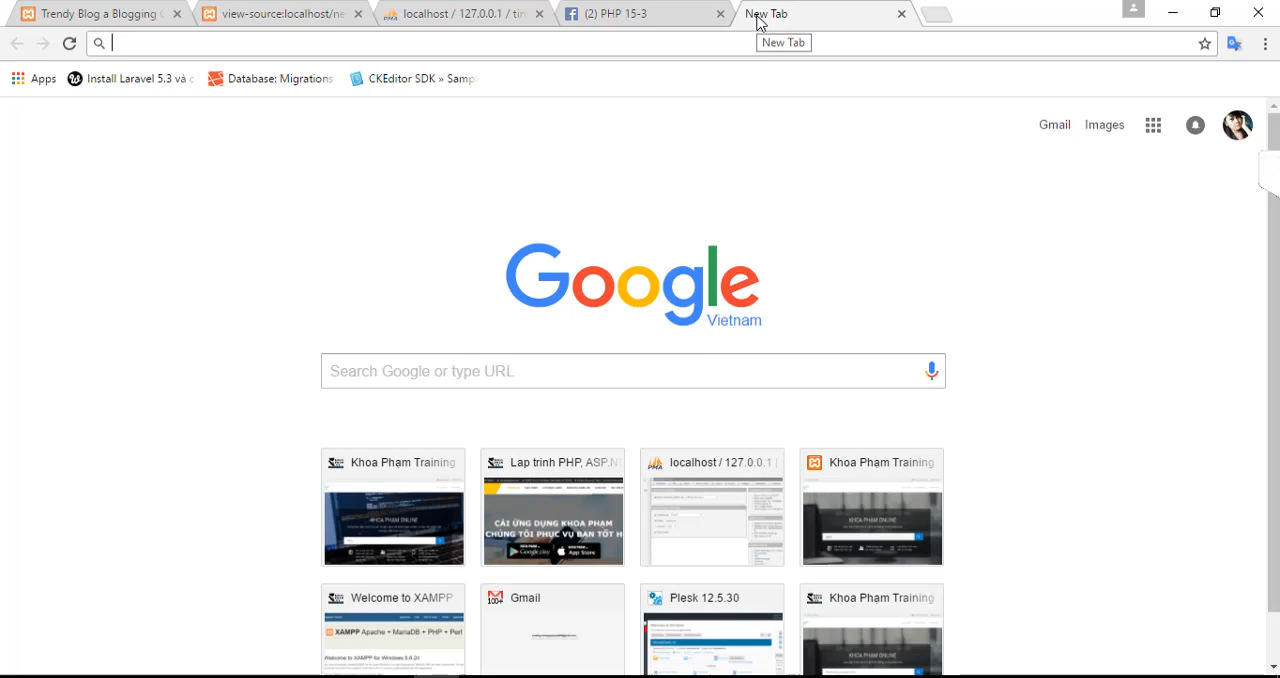 Trendy Blog a Blogging
view-source:localhost/ne
localhost / 127.0.0.1 / tin
(2) PHP 15-3
New Tab
New Tab
Apps
Install Laravel 5.3 và c
Database: Migrations
CKEditor SDK » Samp
Gmail
Images
Google
Vietnam
Search Google or type URL
Khoa Phạm Training
Lap trinh PHP, ASP.N
localhost / 127.0.0.1 |
Khoa Phạm Training
KHOA PHAM ONLINE
CÀI ỨNG DỤNG KHOA PHAM
CHÚNG TÔI PHỤC VỤ BẠN TỐT H
Google play
App Store
KHOA PHAM ONLINE
Welcome to XAMPP
Gmail
Plesk 12.5.30
Khoa Phạm Training
100+
XAMPP Apache + MariaDB + PHP + Perl
Welcome to XAMPP for Windows 5.6.24
KHOA PHAM ONLINE